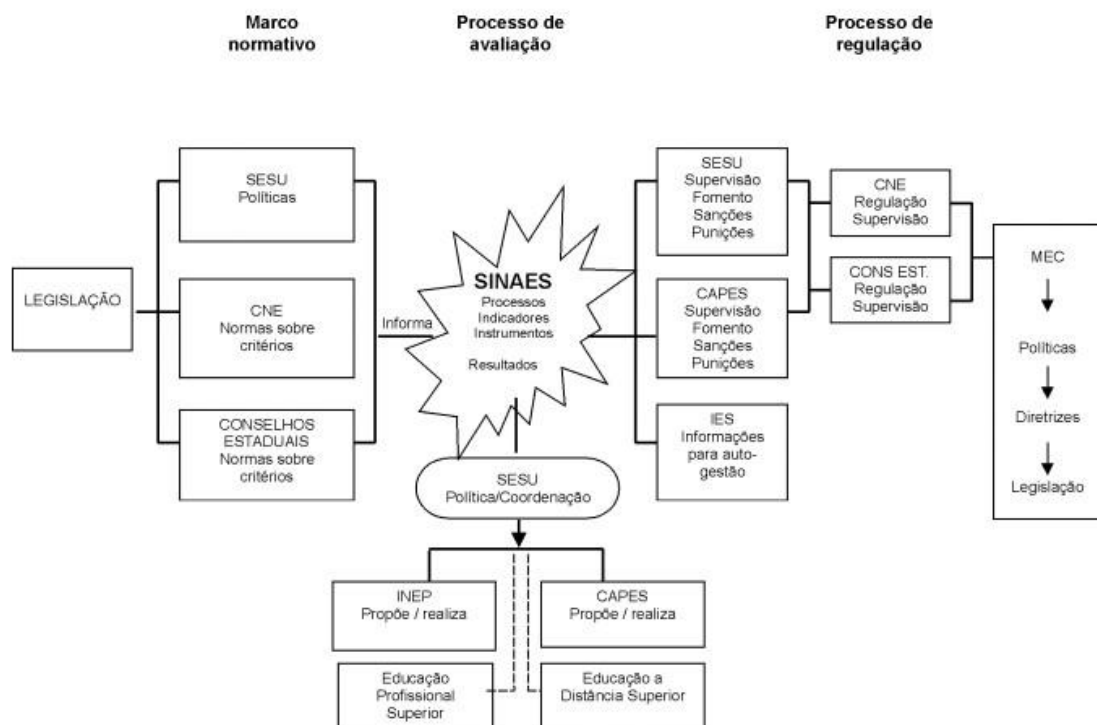 Marco
normativo
Processo de
avaliação
Processo de
regulação
LEGISLAÇÃO
SESU
Políticas
CNE
Normas sobre
critérios
CONSELHOS
ESTADUAIS
Normas sobre
critérios
Informa
SINAES
Processos
Indicadores
Instrumentos
Resultados
SESU
Política/Coordenação
INEP
Propõe / realiza
CAPES
Propõe / realiza
Educação
Profissional
Superior
Educação a
Distância Superior
SESU
Supervisão
Fomento
Sanções
Punições
CAPES
Supervisão
Fomento
Sanções
Punições
IES
Informações
para auto-
gestão
CNE
Regulação
Supervisão
CONS EST.
Regulação
Supervisão
MEC
Políticas
Diretrizes
Legislação